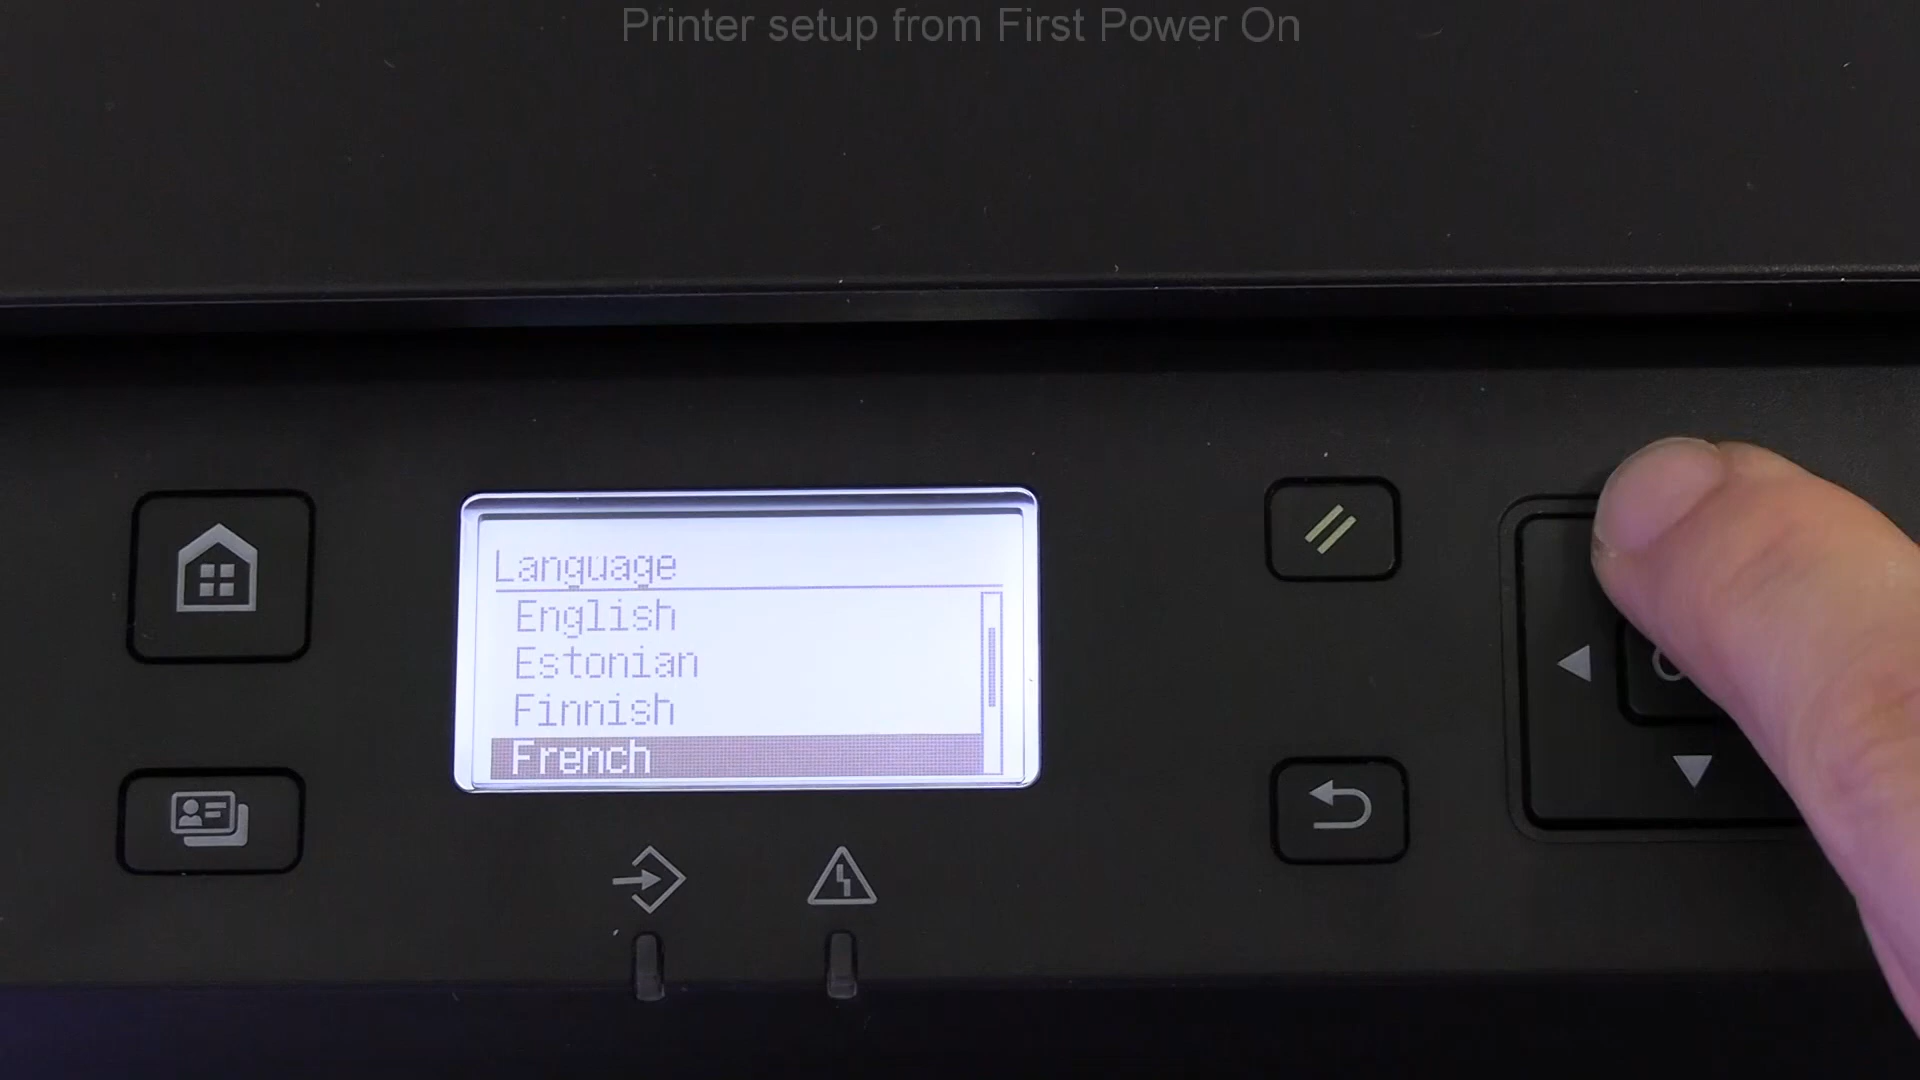 Printer setup from First Power On
Language
English
Estonian
Finnish
French